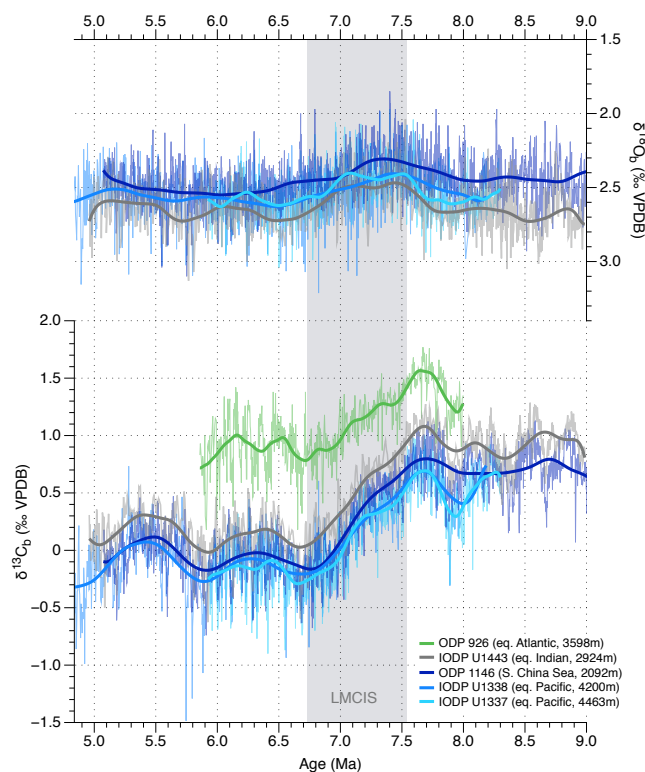 5.0 5.5 6.0 6.5 7.0 7.5 8.0 8.5 9.0
1.5
2.0
2.5
3.0
δ¹⁸O_b (‰ VPDB)
2.0
1.5
1.0
0.5
0
−0.5
−1.0
−1.5
δ¹³C_b (‰ VPDB)
ODP 926 (eq. Atlantic, 3598m)
IODP U1443 (eq. Indian, 2924m)
ODP 1146 (S. China Sea, 2092m)
IODP U1338 (eq. Pacific, 4200m)
IODP U1337 (eq. Pacific, 4463m)
LMCIS
5.0 5.5 6.0 6.5 7.0 7.5 8.0 8.5 9.0
Age (Ma)